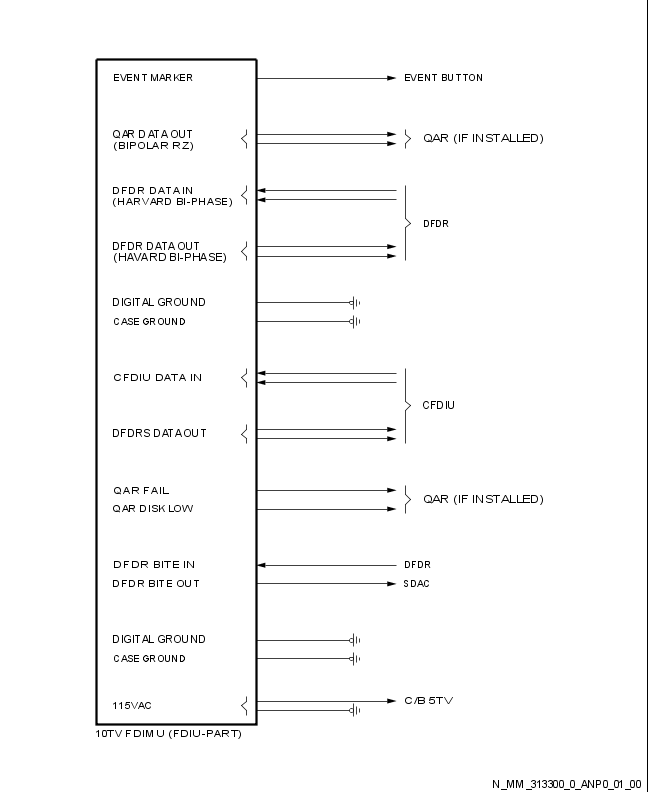 EVENT MARKER EVENT BUTTON
QAR DATA OUT
(BIPOLAR RZ)
QAR (IF INSTALLED)
DFDR DATA IN
(HARVARD BI-PHASE)
DFDR
DFDR DATA OUT
(HAVARD BI-PHASE)
DIGITAL GROUND
CASE GROUND
CFDIU DATA IN
CFDIU
DFDRS DATA OUT
QAR FAIL
QAR (IF INSTALLED)
QAR DISK LOW
DFDR BITE IN DFDR
DFDR BITE OUT SDAC
DIGITAL GROUND
CASE GROUND
115VAC C/B 5TV
10TV FDIMU (FDIU-PART)
N_MM_313300_0_ANP0_01_00